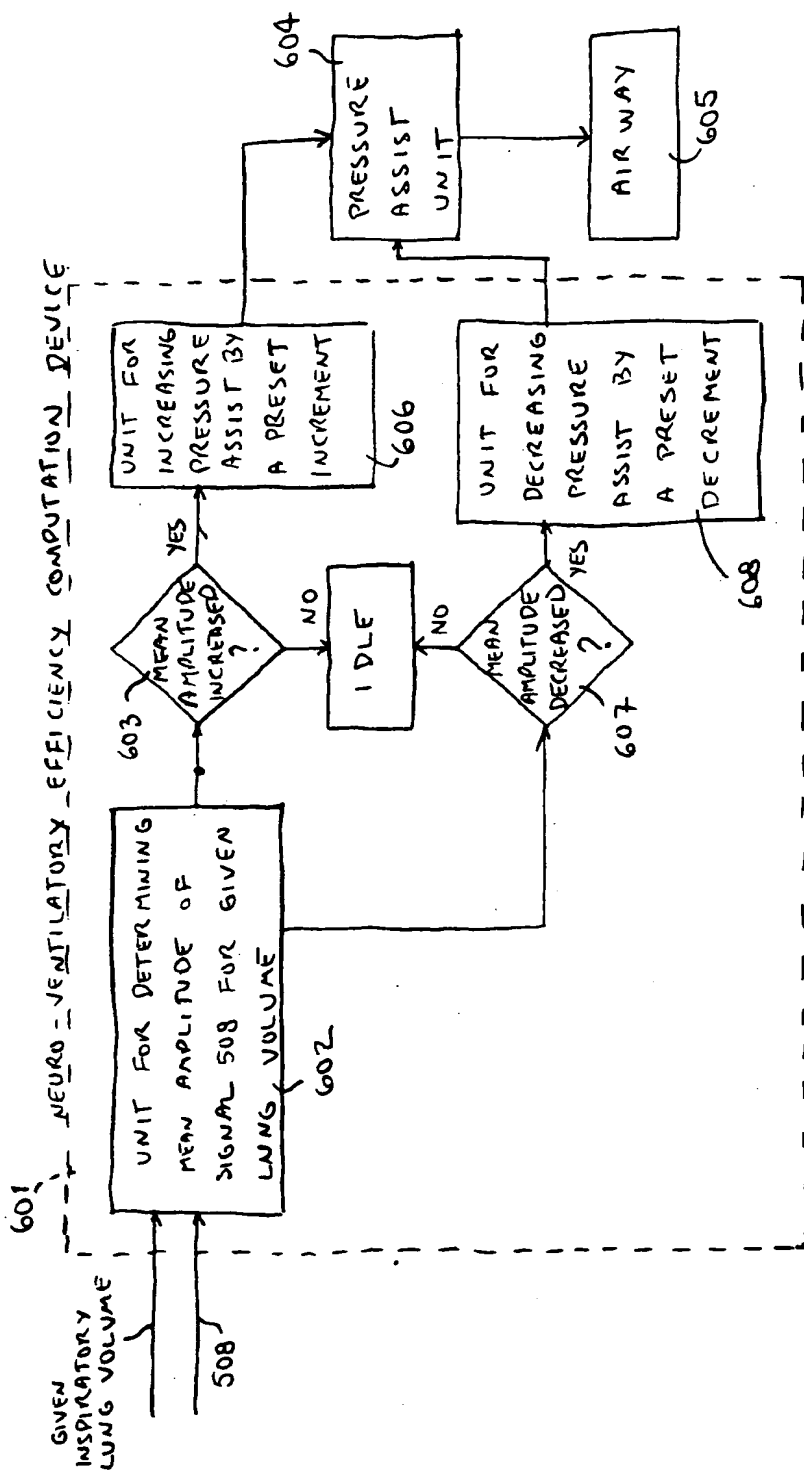 601
NEURO-VENTILATORY EFFICIENCY COMPUTATION DEVICE
GIVEN
INSPIRATORY
LUNG VOLUME
508
UNIT FOR DETERMINING
MEAN AMPLITUDE OF
SIGNAL 508 FOR GIVEN
LUNG VOLUME
602
603
MEAN
AMPLITUDE
INCREASED
?
YES
NO
UNIT FOR
INCREASING
PRESSURE
ASSIST BY
A PRESET
INCREMENT
606
IDLE
NO
MEAN
AMPLITUDE
DECREASED
?
607
YES
UNIT FOR
DECREASING
PRESSURE
ASSIST BY
A PRESET
DECREMENT
608
604
PRESSURE
ASSIST
UNIT
AIRWAY
605